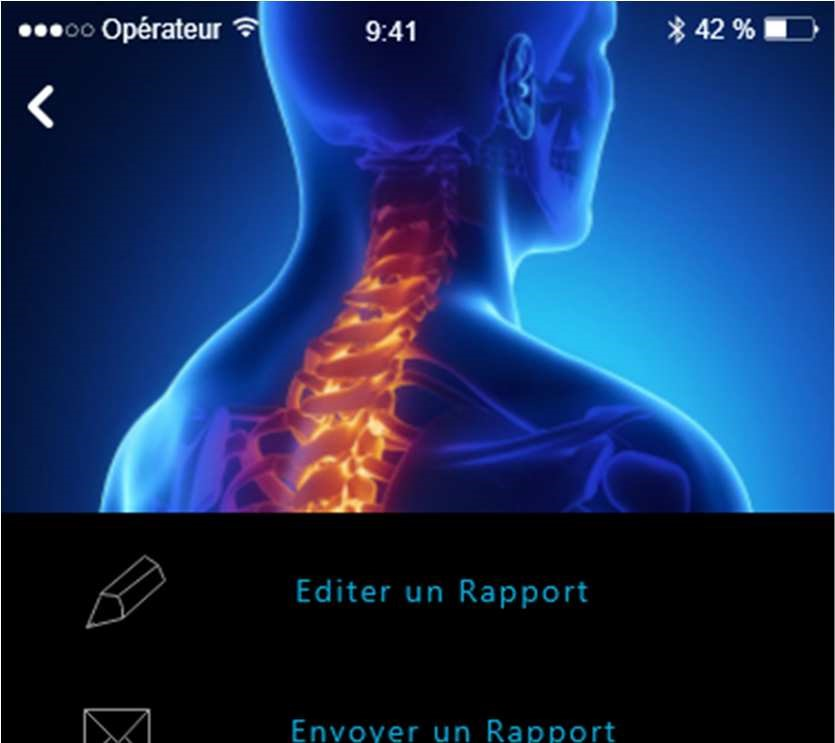 Opérateur 9:41 42 %
Editer un Rapport
Envoyer un Rapport